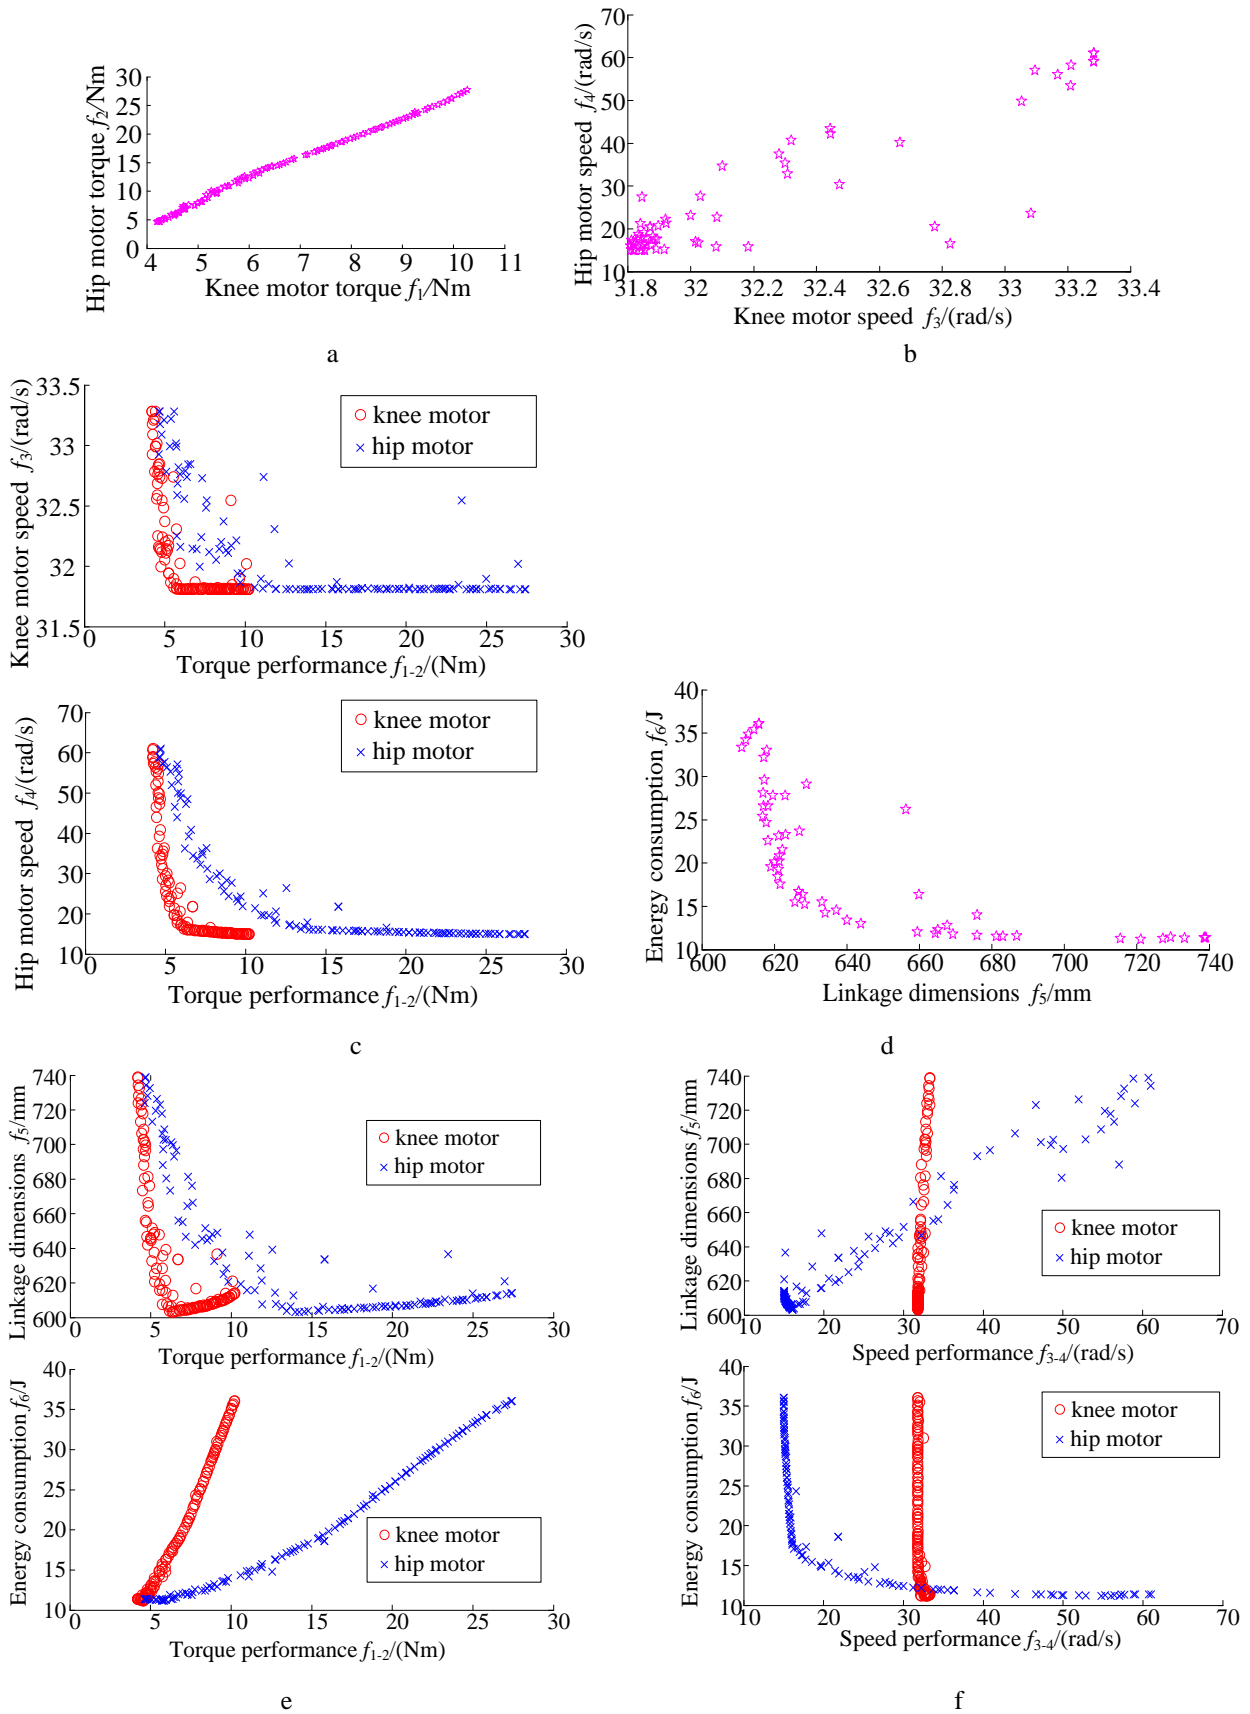 Hip motor torque f2/Nm
30
25
20
15
10
5
0
4 5 6 7 8 9 10 11
Knee motor torque f1/Nm
a
Hip motor speed f4/(rad/s)
70
60
50
40
30
20
10
31.8 32 32.2 32.4 32.6 32.8 33 33.2 33.4
Knee motor speed f3/(rad/s)
b
Knee motor speed f3/(rad/s)
33.5
33
32.5
32
31.5
0 5 10 15 20 25 30
Torque performance f1-2/(Nm)
knee motor
hip motor
Hip motor speed f4/(rad/s)
70
60
50
40
30
20
10
0 5 10 15 20 25 30
Torque performance f1-2/(Nm)
knee motor
hip motor
c
Energy consumption f6/J
40
35
30
25
20
15
10
600 620 640 660 680 700 720 740
Linkage dimensions f5/mm
d
Linkage dimensions f5/mm
740
720
700
680
660
640
620
600
0 5 10 15 20 25 30
Torque performance f1-2/(Nm)
knee motor
hip motor
Energy consumption f6/J
40
35
30
25
20
15
10
0 5 10 15 20 25 30
Torque performance f1-2/(Nm)
knee motor
hip motor
e
Linkage dimensions f5/mm
740
720
700
680
660
640
620
600
10 20 30 40 50 60 70
Speed performance f3-4/(rad/s)
knee motor
hip motor
Energy consumption f6/J
40
35
30
25
20
15
10
10 20 30 40 50 60 70
Speed performance f3-4/(rad/s)
knee motor
hip motor
f